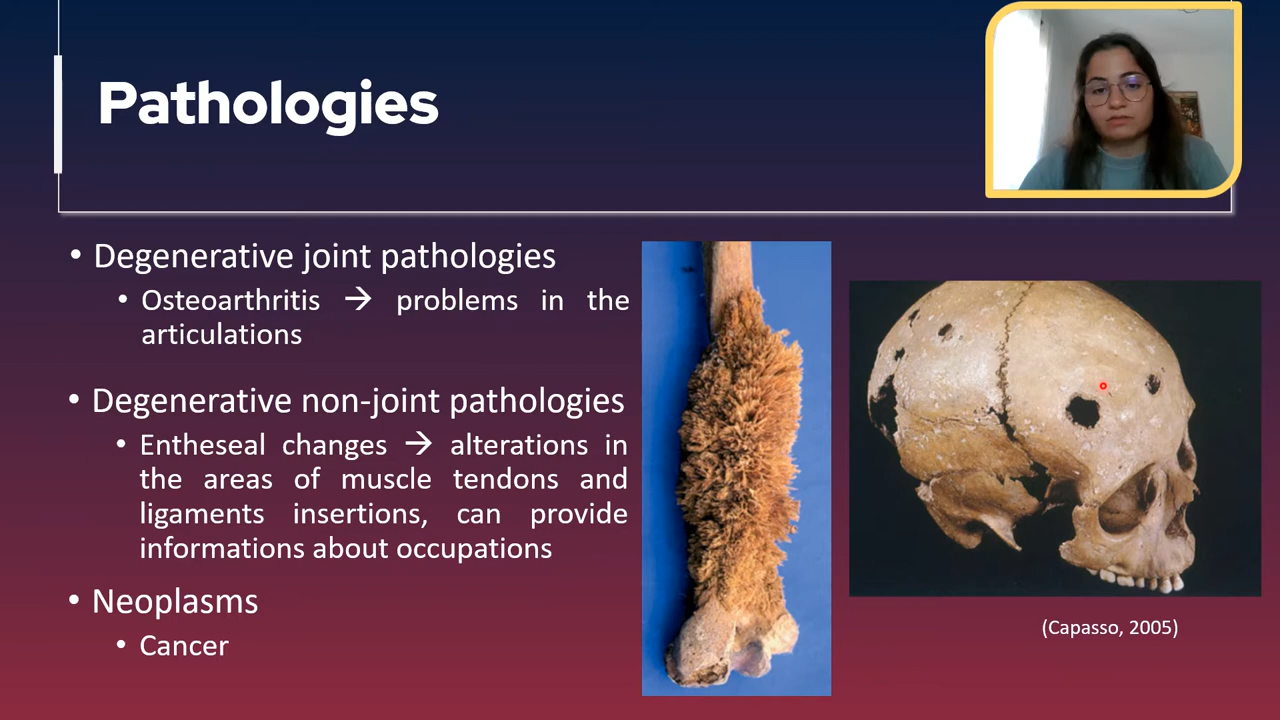 Pathologies
• Degenerative joint pathologies
• Osteoarthritis → problems in the
articulations
• Degenerative non-joint pathologies
• Entheseal changes → alterations in
the areas of muscle tendons and
ligaments insertions, can provide
informations about occupations
• Neoplasms
• Cancer
(Capasso, 2005)